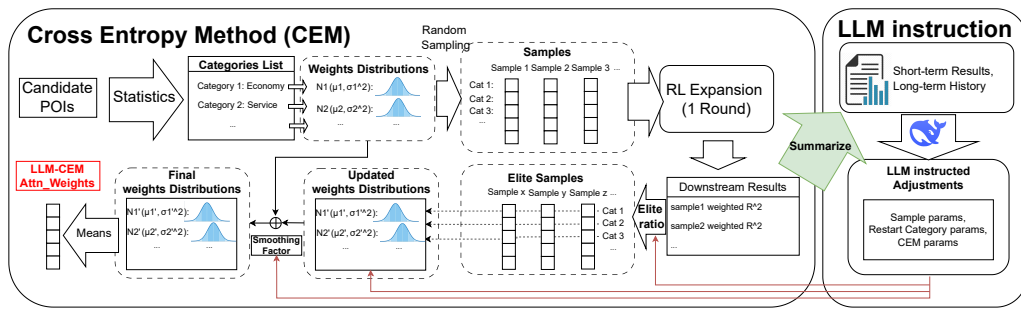 Cross Entropy Method (CEM)
Candidate
POIs
Statistics
Categories List
Category 1: Economy
Category 2: Service
...
Weights Distributions
N1(μ1, σ1^2):
N2(μ2, σ2^2):
...
Random
Sampling
Samples
Sample 1 Sample 2 Sample 3 ...
Cat 1:
Cat 2:
Cat 3:
...
RL Expansion
(1 Round)
Downstream Results
sample1 weighted R^2
sample2 weighted R^2
...
Elite
ratio
Elite Samples
Sample x Sample y Sample z ...
Cat 1
Cat 2
Cat 3
...
Updated
weights Distributions
N1'(μ1', σ1'^2):
N2'(μ2', σ2'^2):
...
Smoothing
Factor
Final
weights Distributions
N1'(μ1', σ1'^2):
N2'(μ2', σ2'^2):
...
Means
LLM-CEM
Attn_Weights
Summarize
LLM instruction
Short-term Results,
Long-term History
LLM instructed
Adjustments
Sample params,
Restart Category params,
CEM params